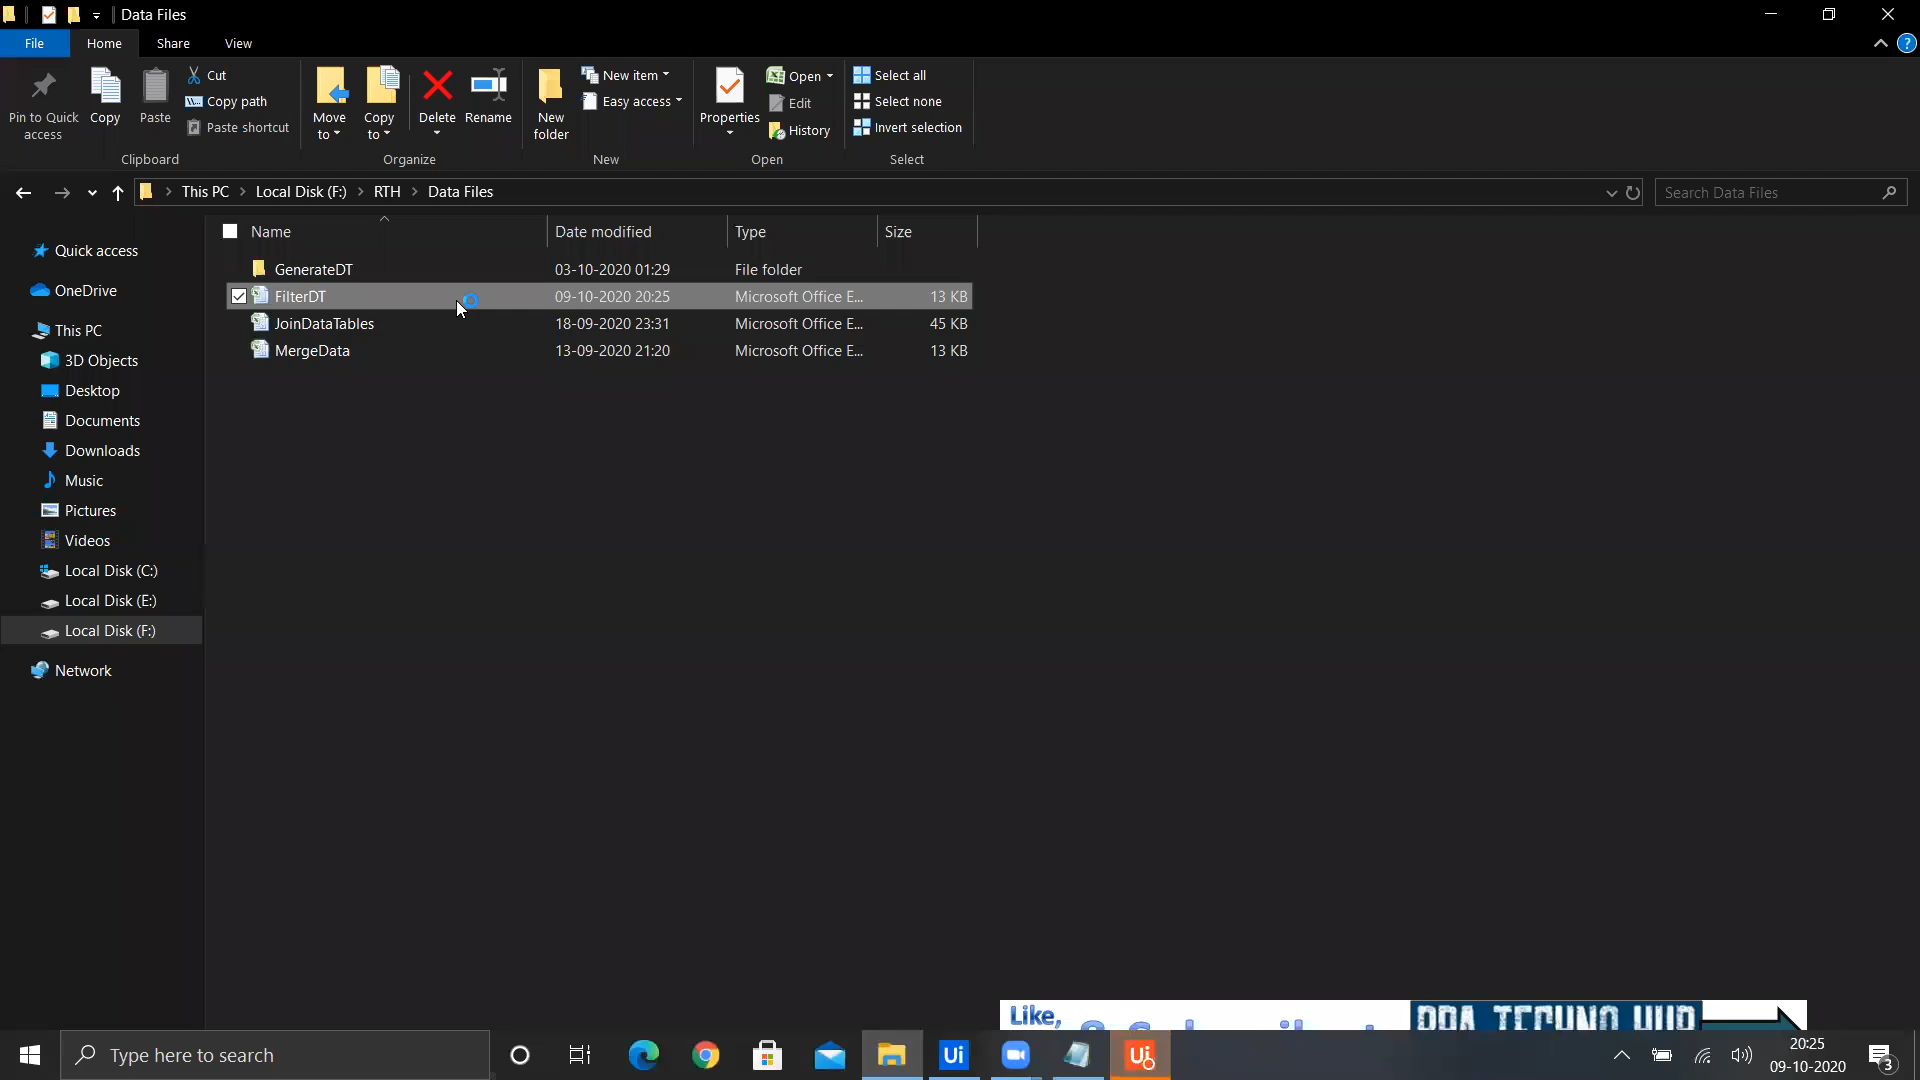 Data Files
File
Home
Share
View
Pin to Quick access
Copy
Paste
Cut
Copy path
Paste shortcut
Clipboard
Move to
Copy to
Delete
Rename
Organize
New folder
New item
Easy access
New
Properties
Open
Edit
History
Open
Select all
Select none
Invert selection
Select
This PC > Local Disk (F:) > RTH > Data Files
Search Data Files
Quick access
OneDrive
This PC
3D Objects
Desktop
Documents
Downloads
Music
Pictures
Videos
Local Disk (C:)
Local Disk (E:)
Local Disk (F:)
Network
Name Date modified Type Size
GenerateDT 03-10-2020 01:29 File folder
FilterDT 09-10-2020 20:25 Microsoft Office E... 13 KB
JoinDataTables 18-09-2020 23:31 Microsoft Office E... 45 KB
MergeData 13-09-2020 21:20 Microsoft Office E... 13 KB
Like,
Type here to search
Ui
Ui
20:25
09-10-2020
3